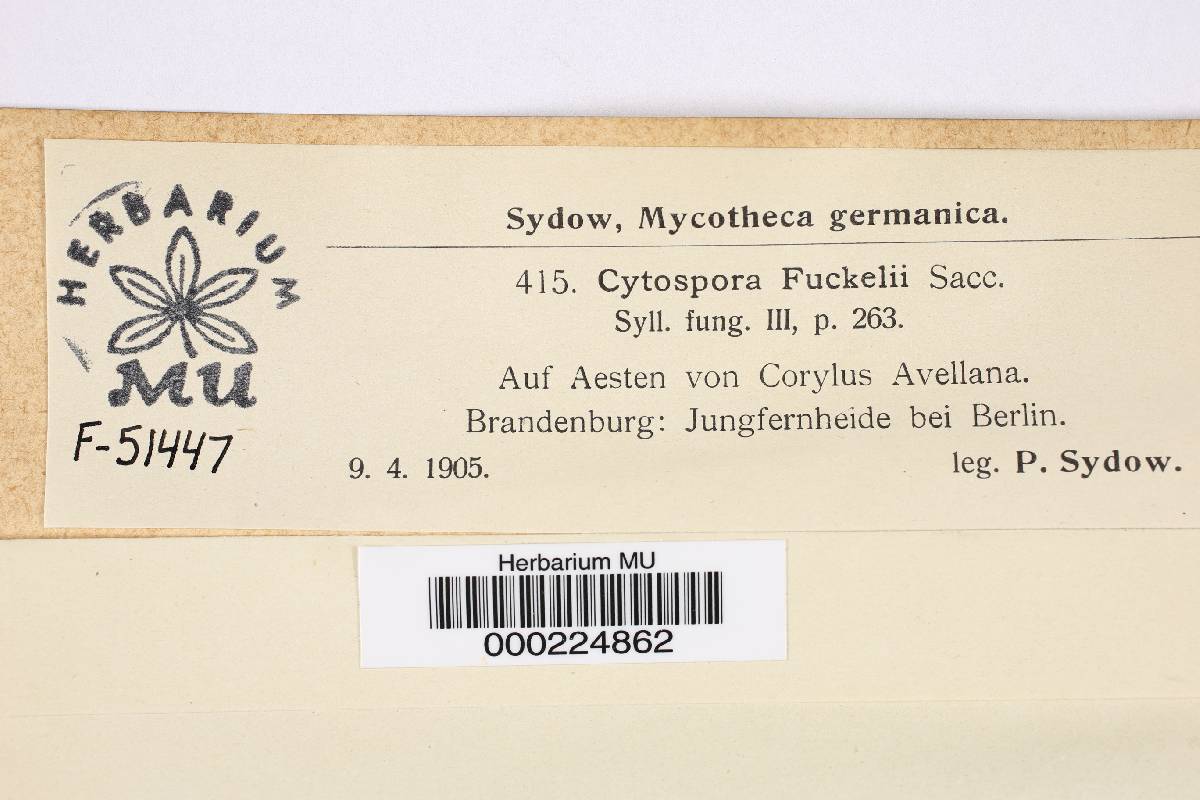 HERBARIUM
MU
F-51447
Sydow, Mycotheca germanica.
415. Cytospora Fuckelii Sacc.
Syll. fung. III, p. 263.
Auf Aesten von Corylus Avellana.
Brandenburg: Jungfernheide bei Berlin.
9. 4. 1905. leg. P. Sydow.
Herbarium MU
000224862